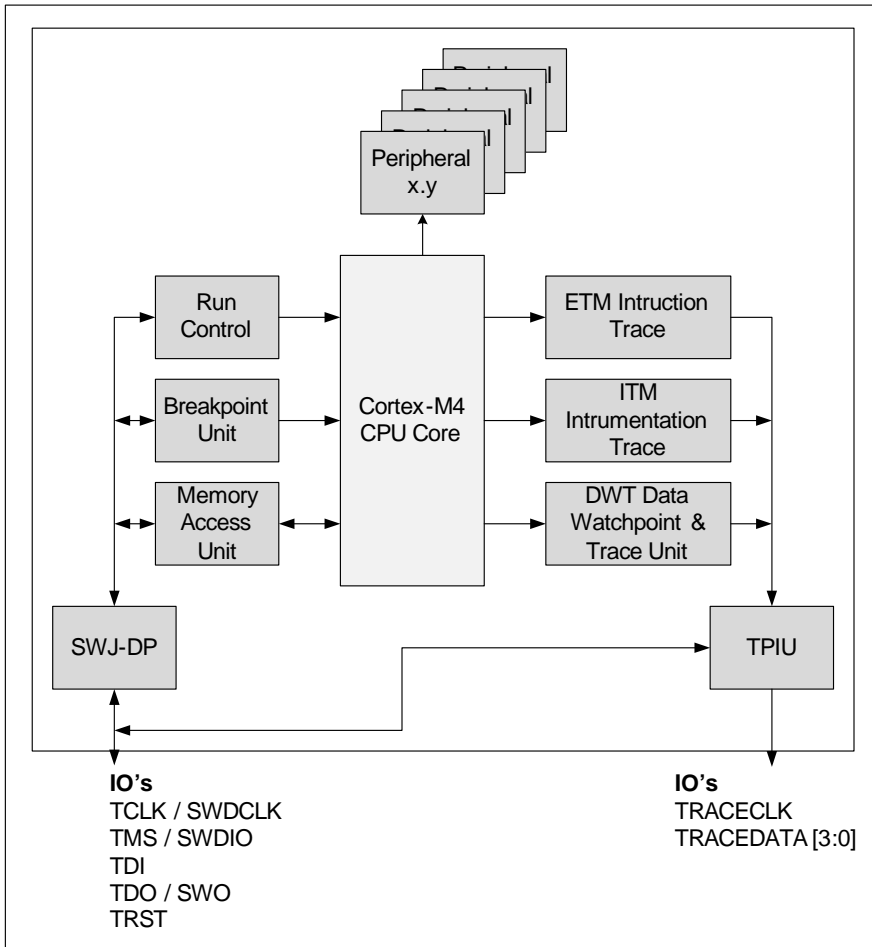 Peripheral
x.y
Run
Control
Breakpoint
Unit
Memory
Access
Unit
Cortex-M4
CPU Core
ETM Intruction
Trace
ITM
Intrumentation
Trace
DWT Data
Watchpoint &
Trace Unit
SWJ-DP
TPIU
IO's
TCLK / SWDCLK
TMS / SWDIO
TDI
TDO / SWO
TRST
IO's
TRACECLK
TRACEDATA [3:0]